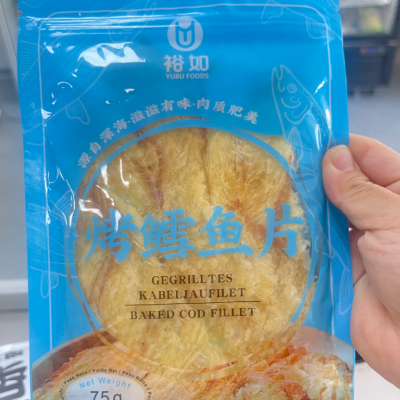 裕如
YURU FOODS
源自深海·滋滋有味·肉质肥美
烤鳕鱼片
GEGRILLTES
KABELJAUFILET
BAKED COD FILLET
Net Weight
75g